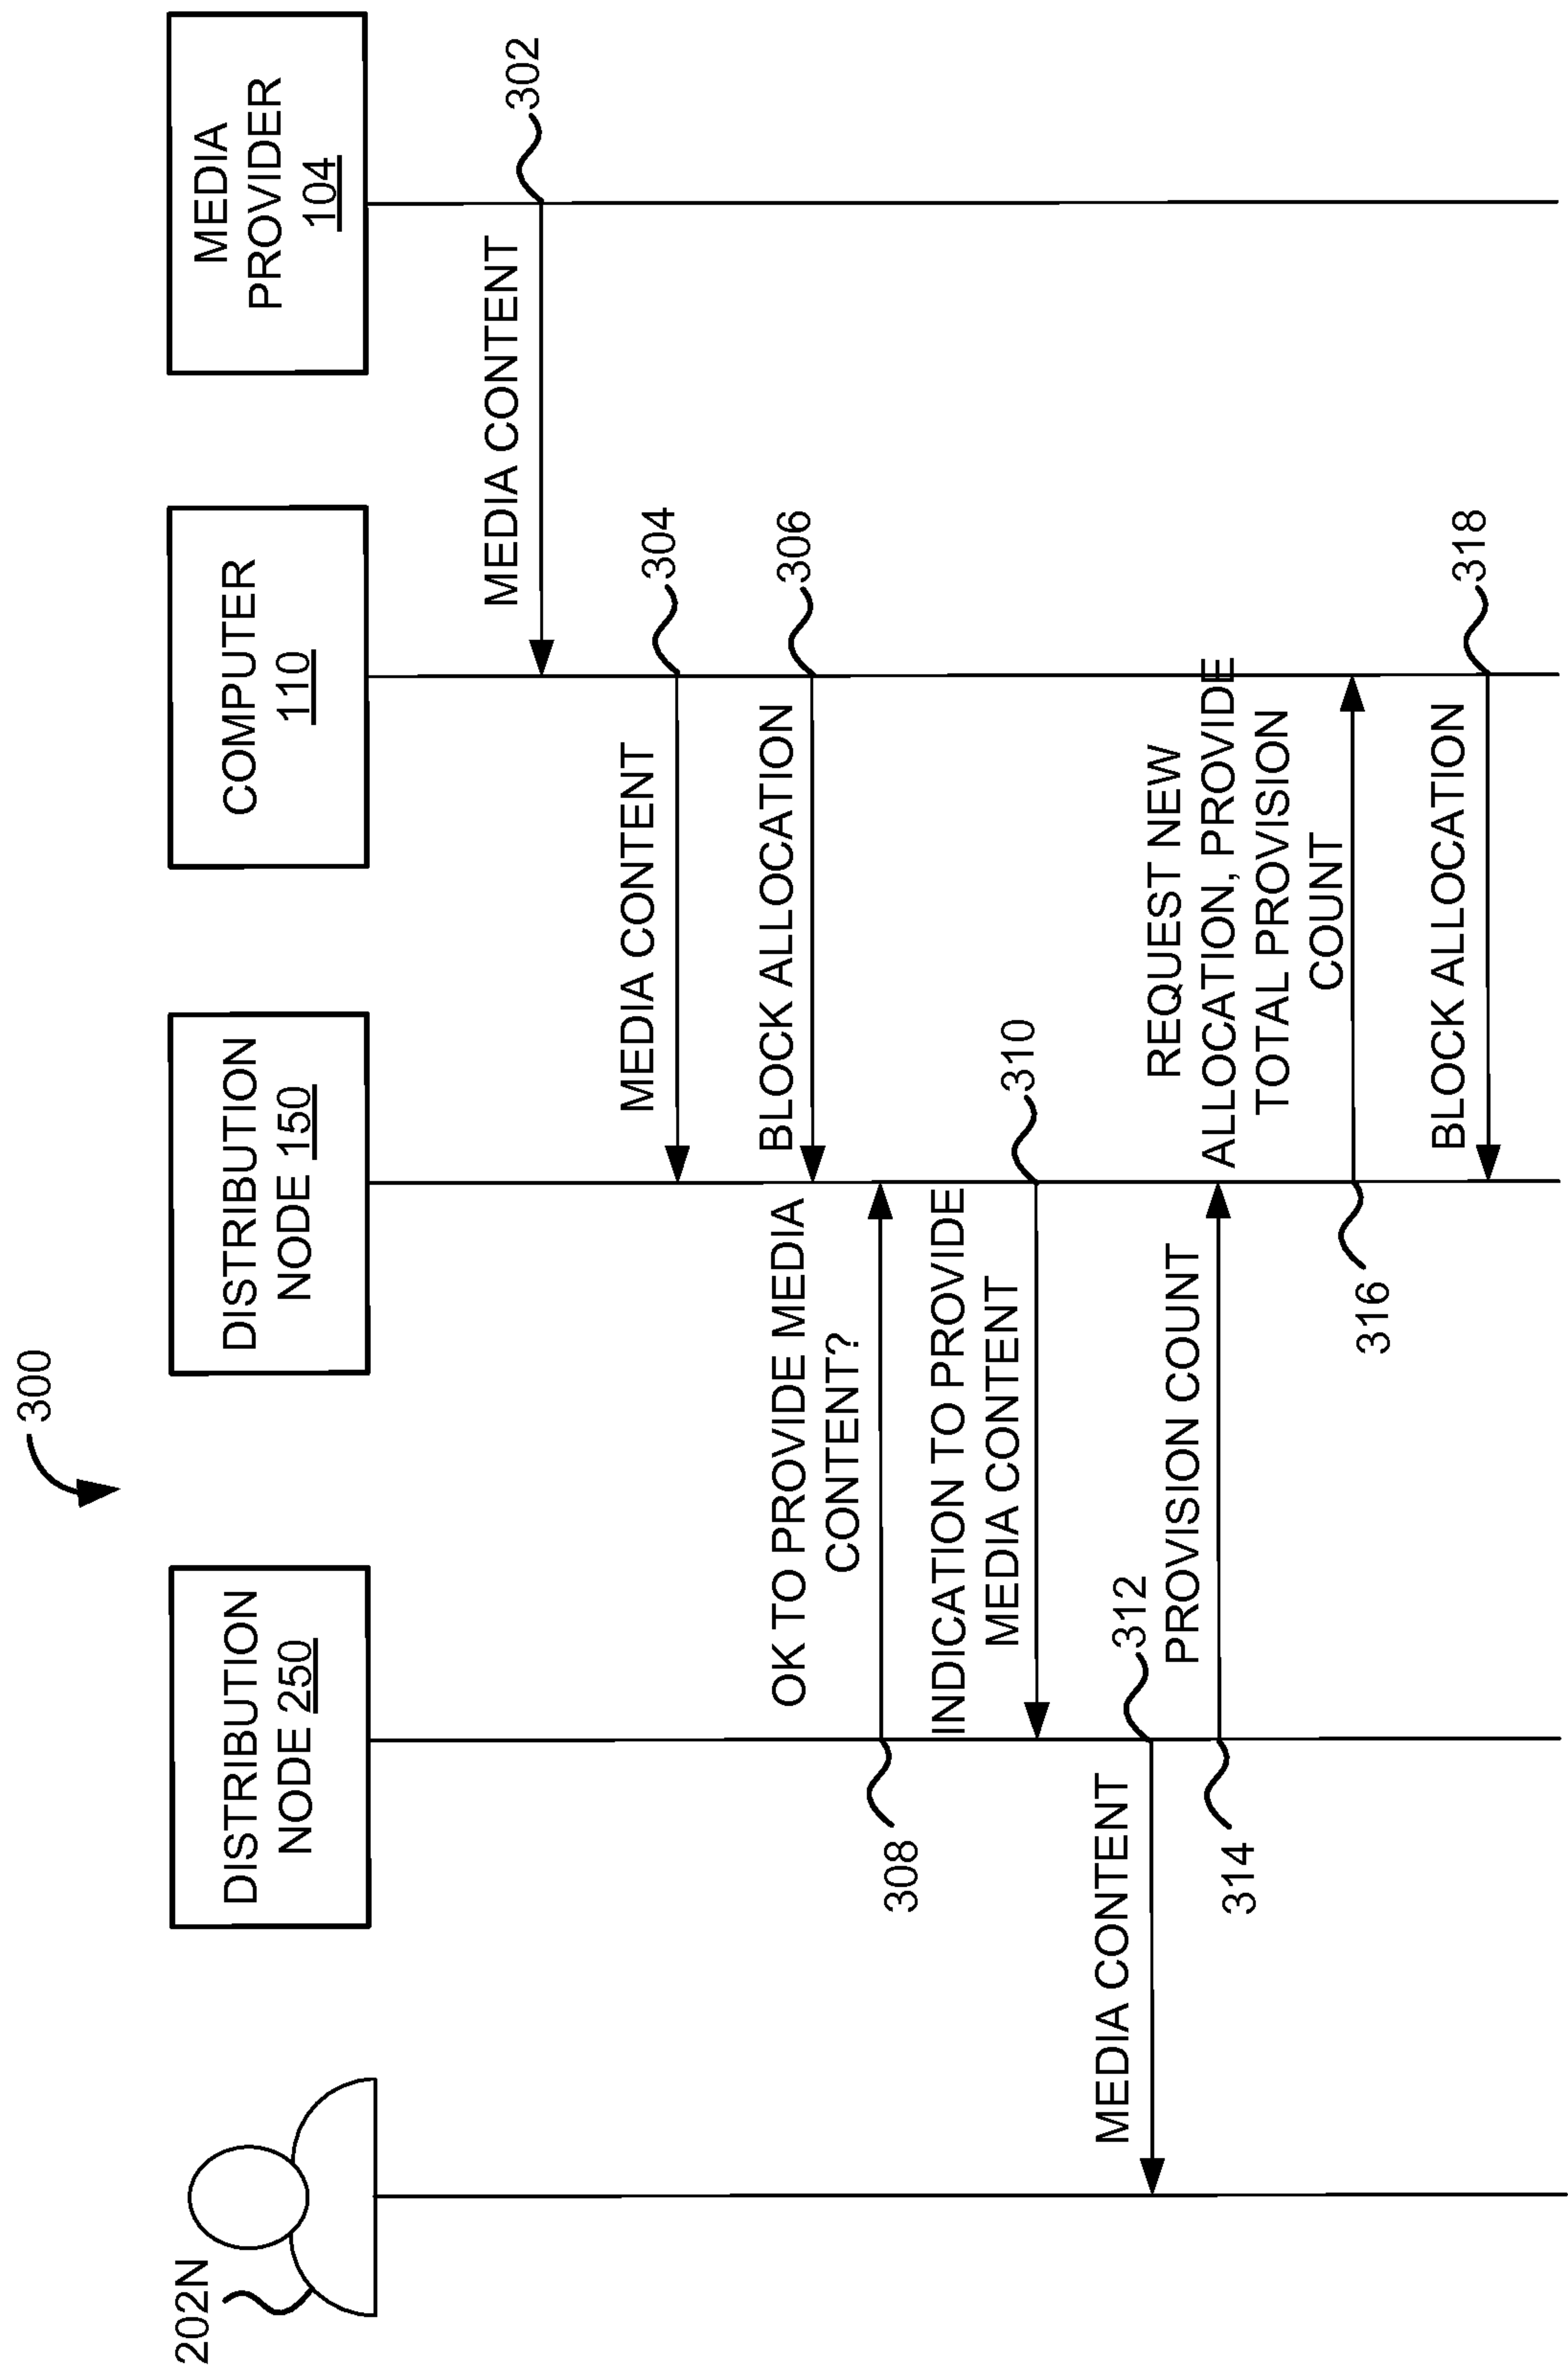 300
202N
DISTRIBUTION
NODE 250
DISTRIBUTION
NODE 150
COMPUTER
110
MEDIA
PROVIDER
104
MEDIA CONTENT
302
MEDIA CONTENT
304
BLOCK ALLOCATION
306
OK TO PROVIDE MEDIA
CONTENT?
308
INDICATION TO PROVIDE
MEDIA CONTENT
310
MEDIA CONTENT
312
PROVISION COUNT
314
REQUEST NEW
ALLOCATION, PROVIDE
TOTAL PROVISION
COUNT
316
BLOCK ALLOCATION
318